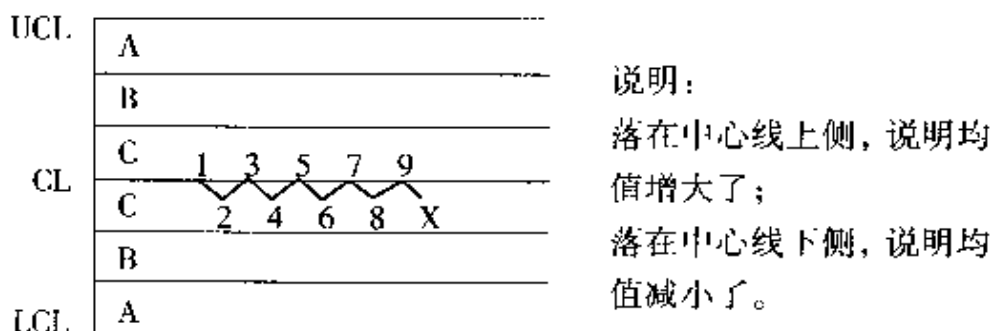 UCL
A
B
C
CL
C
B
A
LCL
1 3 5 7 9
2 4 6 8 X
说明：
落在中心线上侧，说明均
值增大了；
落在中心线下侧，说明均
值减小了。